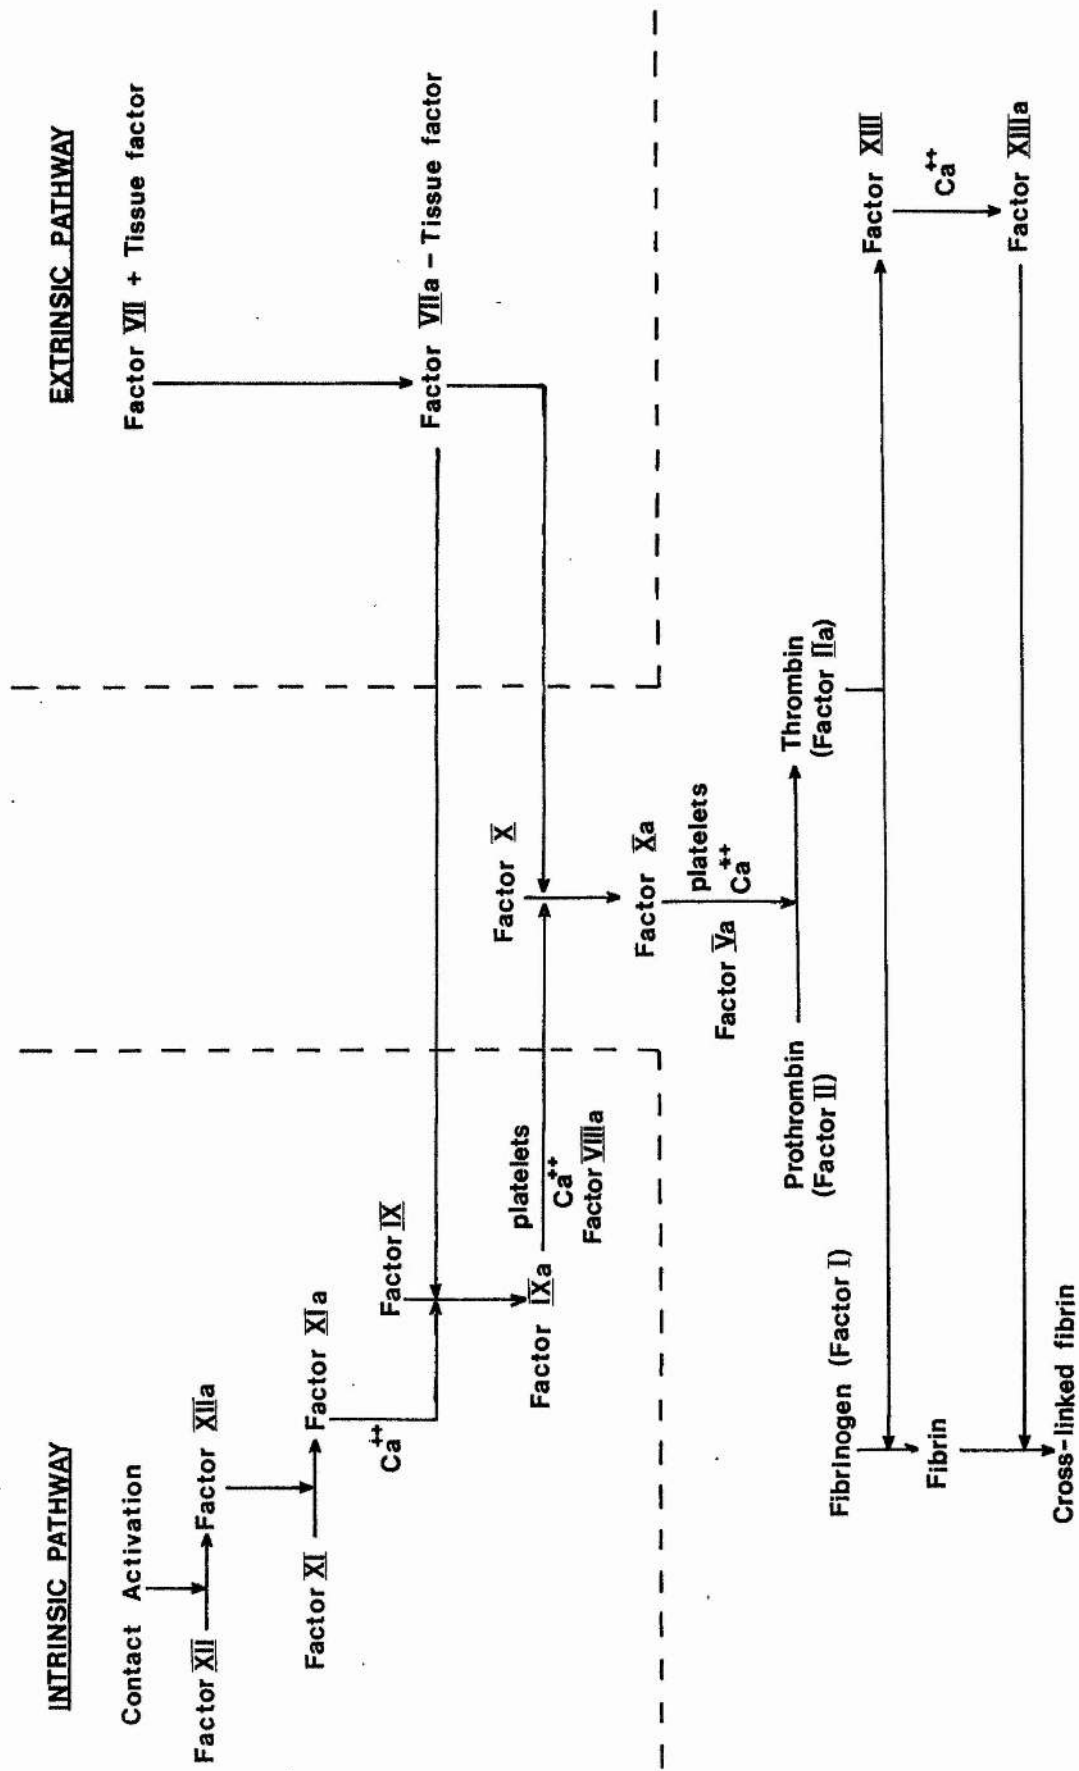 INTRINSIC PATHWAY
Contact Activation
Factor XII
Factor XIIa
Factor XI
Factor XIa
Ca++
Factor IX
Factor IXa
platelets
Ca++
Factor VIIIa
EXTRINSIC PATHWAY
Factor VII + Tissue factor
Factor VIIa – Tissue factor
Factor X
Factor Xa
Factor Va
platelets
Ca++
Prothrombin
(Factor II)
Thrombin
(Factor IIa)
Fibrinogen (Factor I)
Fibrin
Cross-linked fibrin
Factor XIII
Ca++
Factor XIIIa